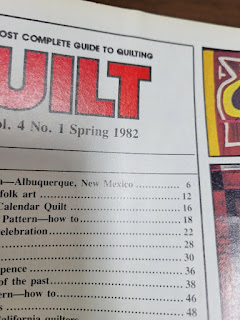 OST COMPLETE GUIDE TO QUILTING
UILT
ol. 4 No. 1 Spring 1982
n—Albuquerque, New Mexico .......... 6
folk art .......... 12
Calendar Quilt .......... 16
Pattern—how to .......... 18
elebration .......... 22
.......... 28
.......... 30
pence .......... 36
of the past .......... 38
ern—how to .......... 46
s .......... 48
California quilters